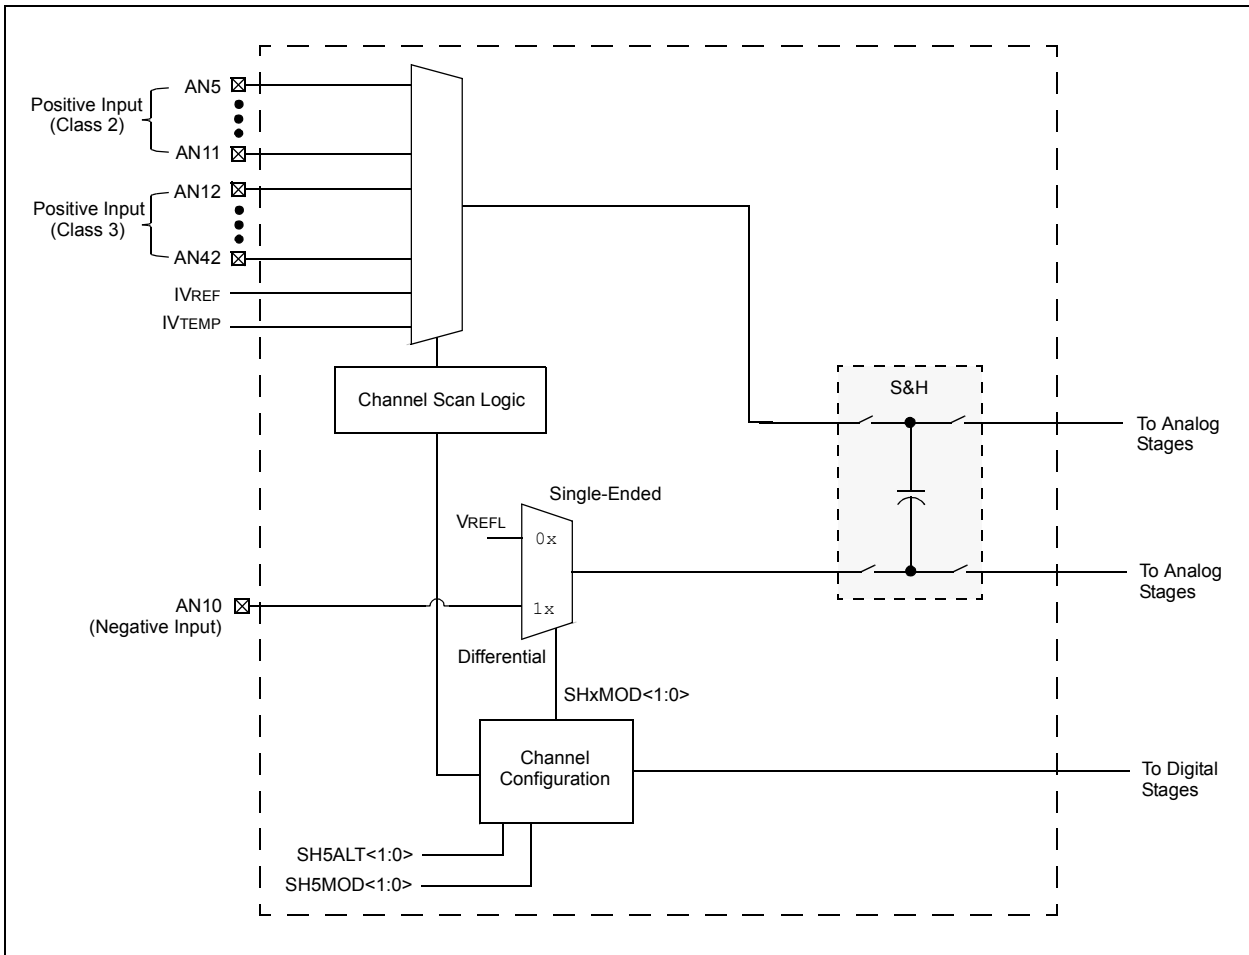 AN5
Positive Input
(Class 2)
AN11
AN12
Positive Input
(Class 3)
AN42
IVREF
IVTEMP
Channel Scan Logic
S&H
To Analog
Stages
Single-Ended
VREFL
0x
To Analog
Stages
AN10
(Negative Input)
1x
Differential
SHxMOD<1:0>
Channel
Configuration
To Digital
Stages
SH5ALT<1:0>
SH5MOD<1:0>